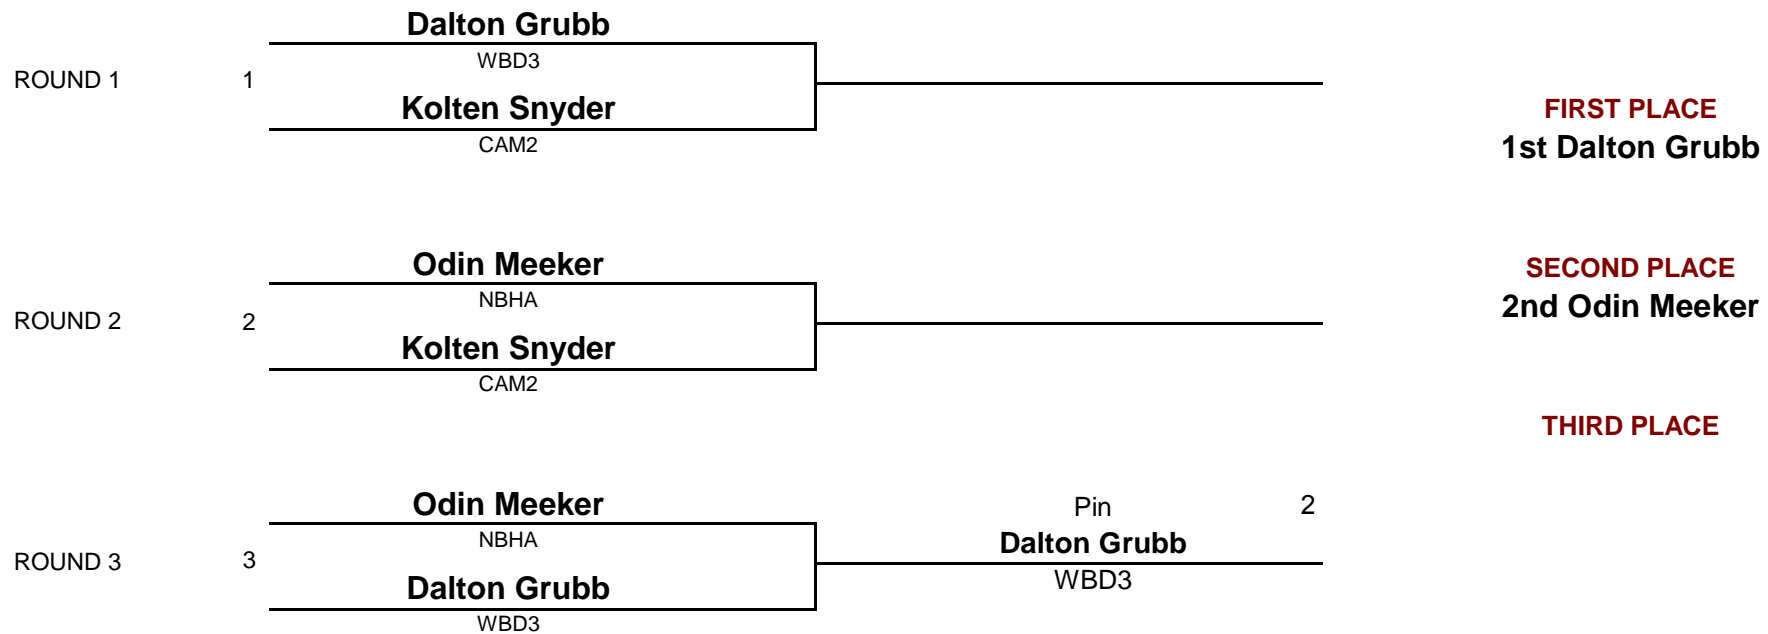 Dalton Grubb
WBD3
ROUND 1
1
Kolten Snyder
CAM2
FIRST PLACE
1st Dalton Grubb
Odin Meeker
NBHA
ROUND 2
2
Kolten Snyder
CAM2
SECOND PLACE
2nd Odin Meeker
THIRD PLACE
Odin Meeker
NBHA
ROUND 3
3
Dalton Grubb
WBD3
Pin 2
Dalton Grubb
WBD3